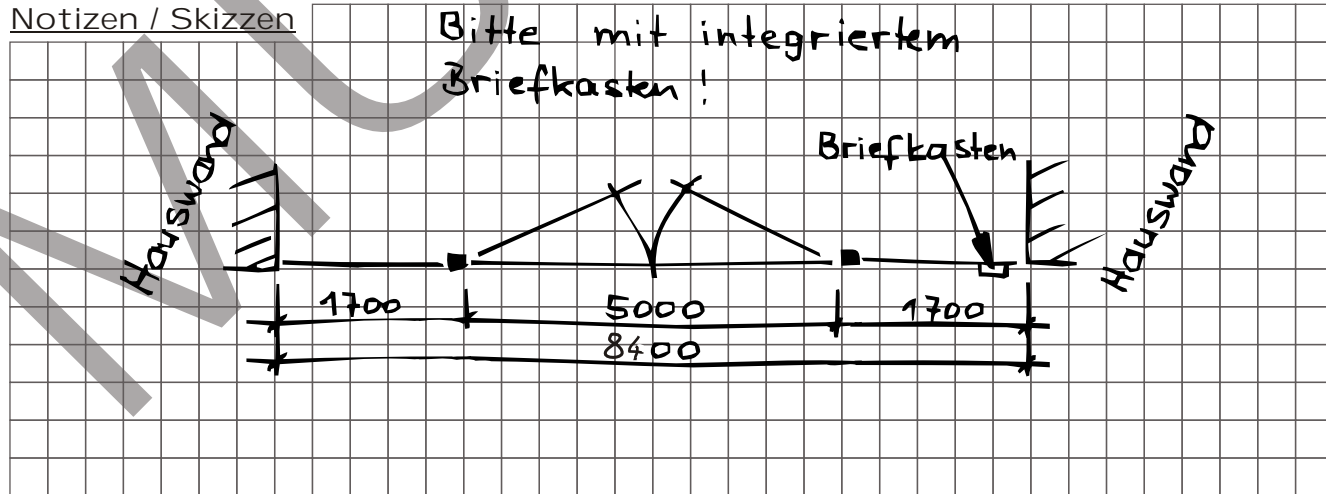 Notizen / Skizzen
Bitte mit integriertem
Briefkasten !
Briefkasten
Hauswand
Hauswand
1700
5000
1700
8400